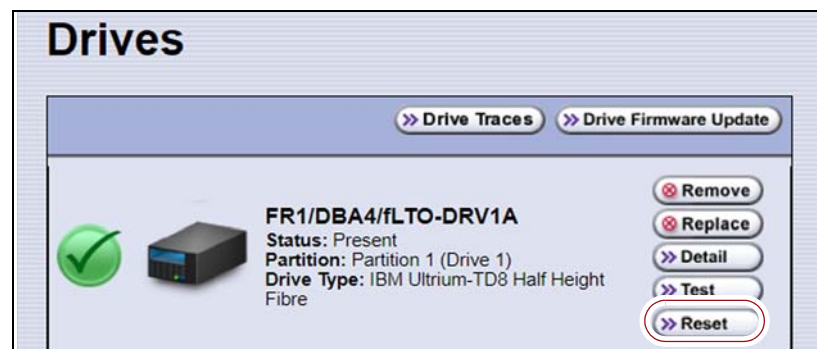 Drives
Drive Traces
Drive Firmware Update
Remove
FR1/DBA4/fLTO-DRV1A
Replace
Status: Present
Partition: Partition 1 (Drive 1)
Detail
Drive Type: IBM Ultrium-TD8 Half Height
Fibre
Test
Reset